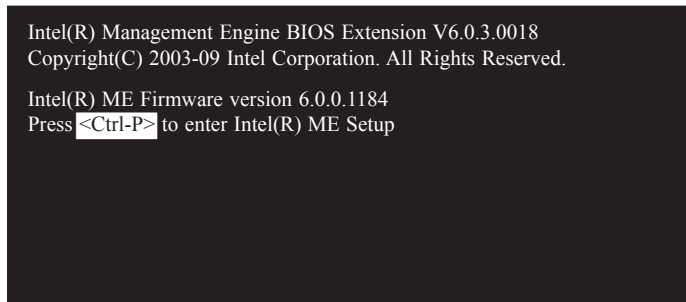 Intel(R) Management Engine BIOS Extension V6.0.3.0018
Copyright(C) 2003-09 Intel Corporation. All Rights Reserved.
Intel(R) ME Firmware version 6.0.0.1184
Press <Ctrl-P> to enter Intel(R) ME Setup